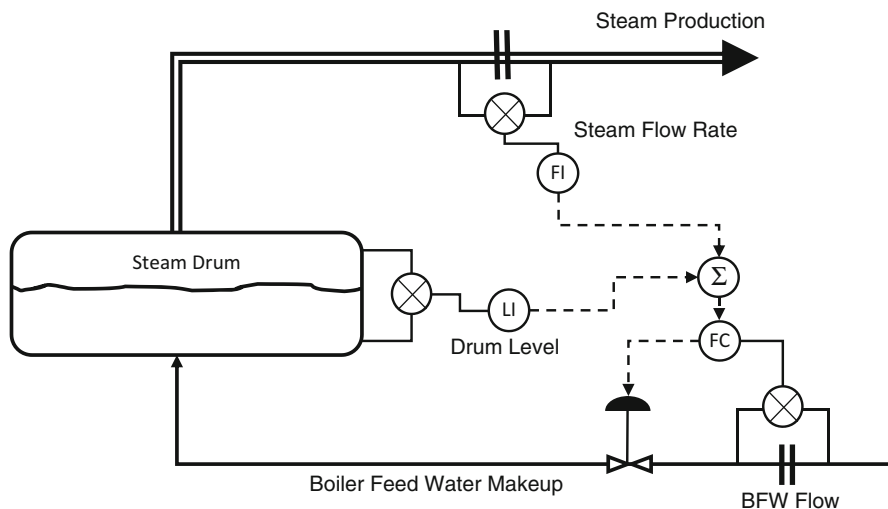 Steam Production
Steam Flow Rate
FI
Steam Drum
Σ
LI
Drum Level
FC
Boiler Feed Water Makeup
BFW Flow